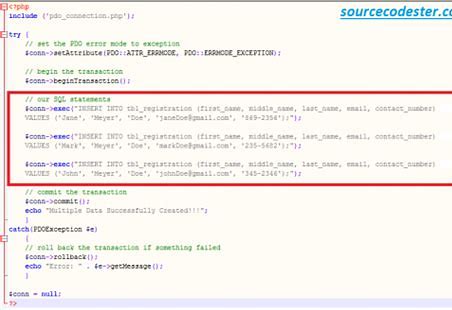 <?php
sourcecodester.com
include ('pdo_connection.php');
try {
// set the PDO error mode to exception
$conn->setAttribute(PDO::ATTR_ERRMODE, PDO::ERRMODE_EXCEPTION);
// begin the transaction
$conn->beginTransaction();
// our SQL statements
$conn->exec("INSERT INTO tbl_registration (first_name, middle_name, last_name, email, contact_number)
VALUES ('Jane', 'Meyer', 'Doe', 'janeDoe@gmail.com', '889-2354');");
$conn->exec("INSERT INTO tbl_registration (first_name, middle_name, last_name, email, contact_number)
VALUES ('Mark', 'Meyer', 'Doe', 'markDoe@gmail.com', '235-5682');");
$conn->exec("INSERT INTO tbl_registration (first_name, middle_name, last_name, email, contact_number)
VALUES ('John', 'Meyer', 'Doe', 'johnDoe@gmail.com', '345-2346');");
// commit the transaction
$conn->commit();
echo "Multiple Data Successfully Created!!!";
}
catch(PDOException $e)
{
// roll back the transaction if something failed
$conn->rollback();
echo "Error: " . $e->getMessage();
}
$conn = null;
?>